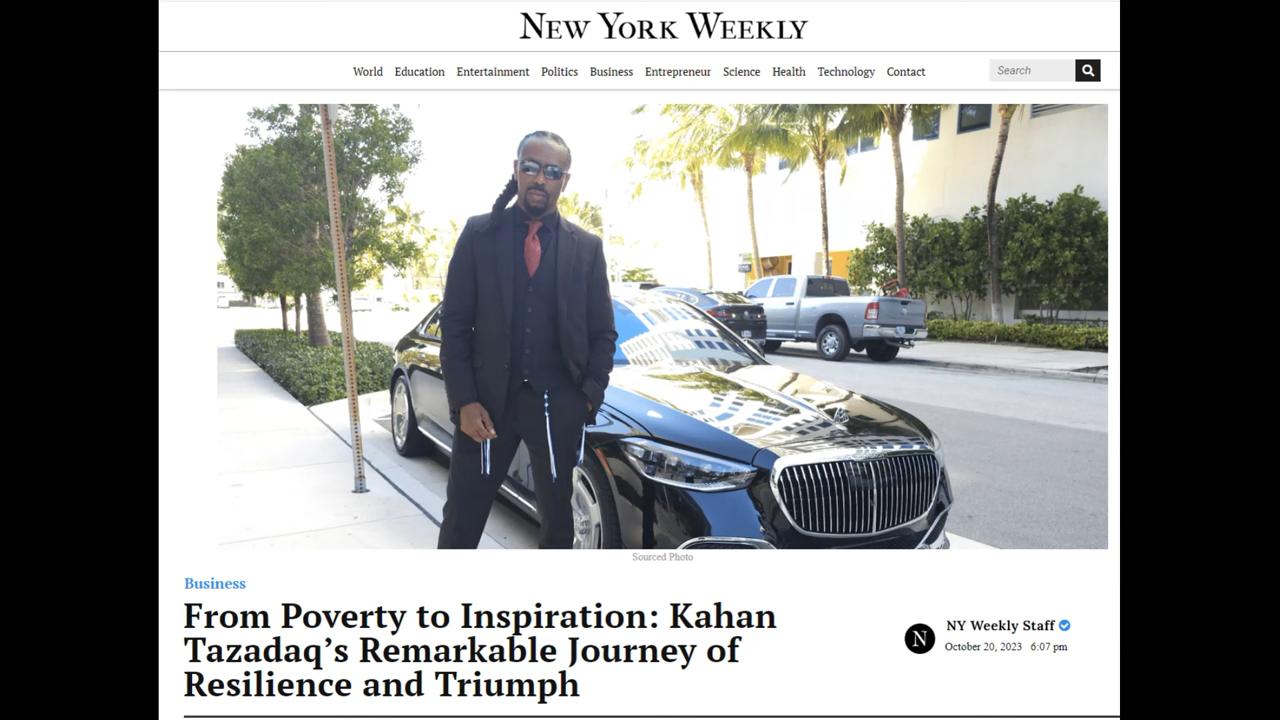 New York Weekly
World Education Entertainment Politics Business Entrepreneur Science Health Technology Contact
Search
Sourced Photo
Business
From Poverty to Inspiration: Kahan
Tazadaq’s Remarkable Journey of
Resilience and Triumph
N
NY Weekly Staff
October 20, 2023 6:07 pm